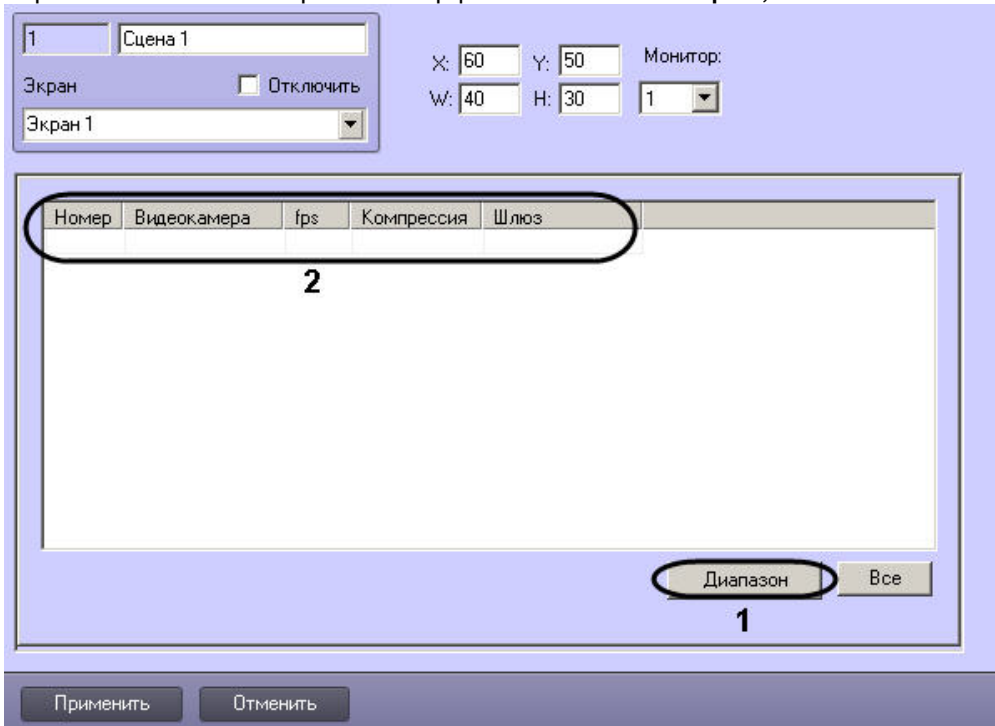 1 Сцена 1
Экран Отключить
Экран 1
X: 60 Y: 50 Монитор:
W: 40 H: 30 1
Номер Видеокамера fps Компрессия Шлюз
2
Диапазон Все
1
Применить Отменить